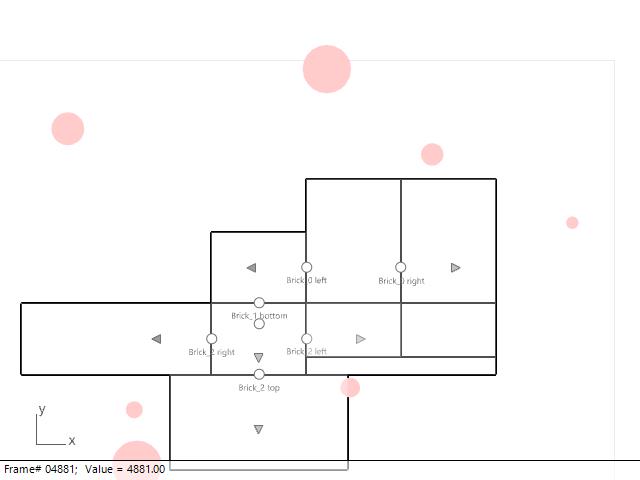 Brick_0 left
Brick_0 right
Brick_1 bottom
Brick_2 right
Brick_2 left
Brick_2 top
y
x
Frame# 04881; Value = 4881.00